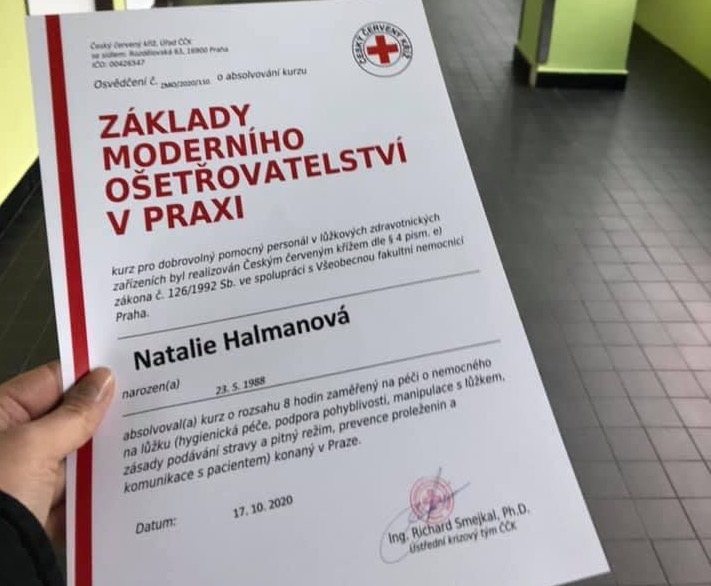 Český červený kříž, Úřad ČČK
se sídlem: Rozdělovská 63, 16900 Praha
IČO: 00426547
ČESKÝ ČERVENÝ KŘÍŽ
Osvědčení č. ZMO/2020/110 o absolvování kurzu
ZÁKLADY
MODERNÍHO
OŠETŘOVATELSTVÍ
V PRAXI
kurz pro dobrovolný pomocný personál v lůžkových zdravotnických
zařízeních byl realizován Českým červeným křížem dle § 4 písm. e)
zákona č. 126/1992 Sb. ve spolupráci s Všeobecnou fakultní nemocnicí
Praha.
Natalie Halmanová
narozen(a) 23. 5. 1988
absolvoval(a) kurz o rozsahu 8 hodin zaměřený na péči o nemocného
na lůžku (hygienická péče, podpora pohyblivosti, manipulace s lůžkem,
zásady podávání stravy a pitný režim, prevence proleženin a
komunikace s pacientem) konaný v Praze.
Datum: 17. 10. 2020
Ing. Richard Smejkal, Ph.D.
Ústřední krizový tým ČČK